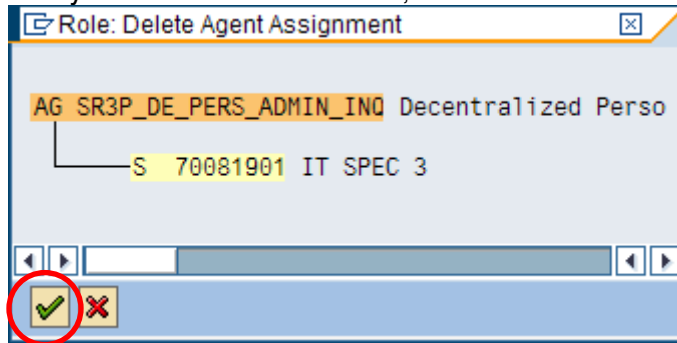 Role: Delete Agent Assignment
AG SR3P_DE_PERS_ADMIN_INQ Decentralized Perso
S 70081901 IT SPEC 3